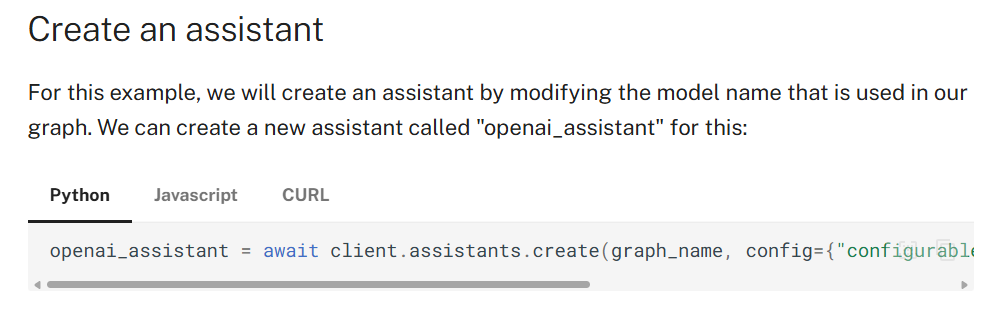 Create an assistant
For this example, we will create an assistant by modifying the model name that is used in our
graph. We can create a new assistant called "openai_assistant" for this:
Python Javascript CURL
openai_assistant = await client.assistants.create(graph_name, config={"configurable